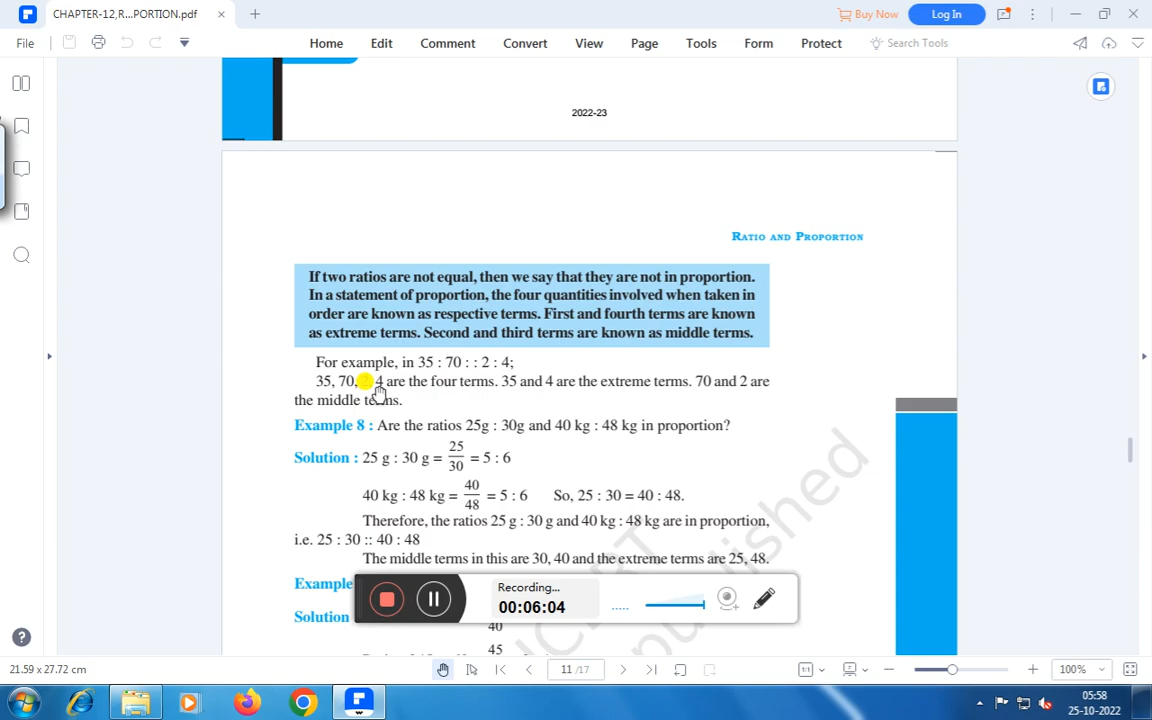 CHAPTER-12,R...PORTION.pdf
Buy Now
Log In
File
Home
Edit
Comment
Convert
View
Page
Tools
Form
Protect
Search Tools
2022-23
RATIO AND PROPORTION
If two ratios are not equal, then we say that they are not in proportion.
In a statement of proportion, the four quantities involved when taken in
order are known as respective terms. First and fourth terms are known
as extreme terms. Second and third terms are known as middle terms.
For example, in 35 : 70 : : 2 : 4;
35, 70, 2, 4 are the four terms. 35 and 4 are the extreme terms. 70 and 2 are
the middle terms.
Example 8 : Are the ratios 25g : 30g and 40 kg : 48 kg in proportion?
Solution : 25 g : 30 g = 25/30 = 5 : 6
40 kg : 48 kg = 40/48 = 5 : 6 So, 25 : 30 = 40 : 48.
Therefore, the ratios 25 g : 30 g and 40 kg : 48 kg are in proportion,
i.e. 25 : 30 :: 40 : 48
The middle terms in this are 30, 40 and the extreme terms are 25, 48.
Example
Recording...
00:06:04
Solution
40
45
21.59 x 27.72 cm
11 /17
100%
05:58
25-10-2022